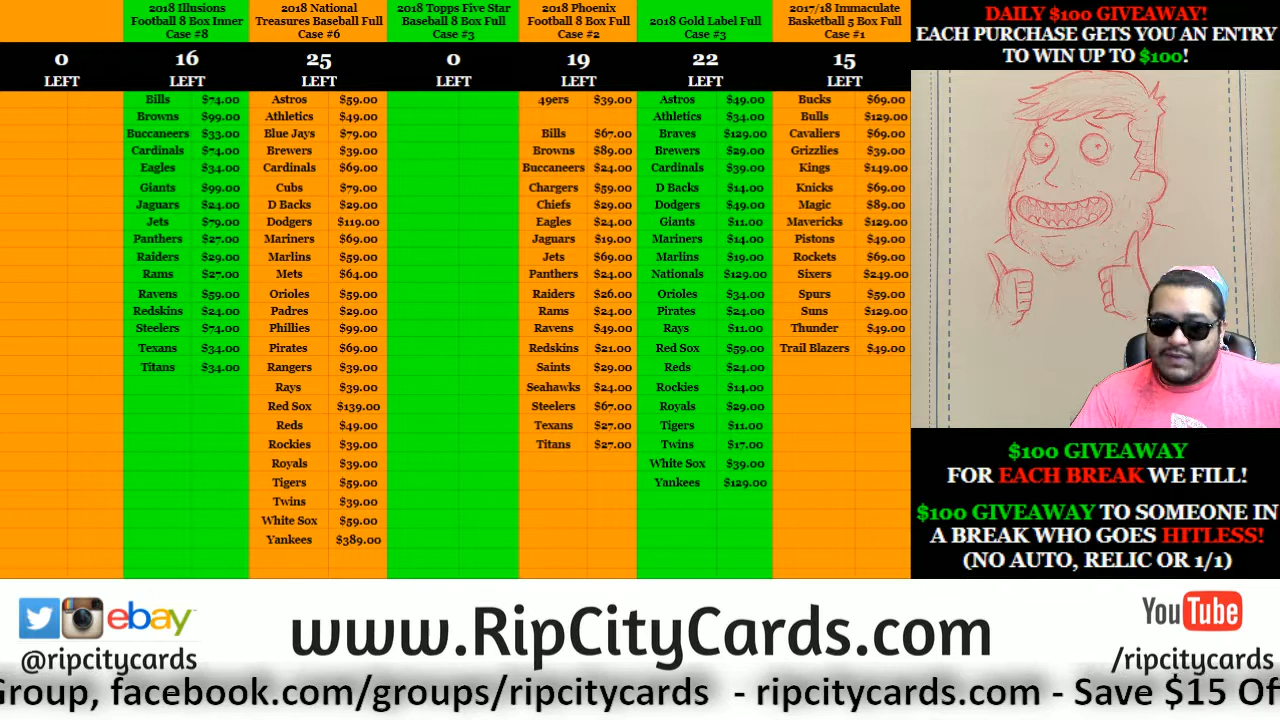 2018 Illusions
Football 8 Box Inner
Case #8
16
LEFT
Bills $74.00
Browns $99.00
Buccaneers $33.00
Cardinals $74.00
Eagles $34.00
Giants $99.00
Jaguars $24.00
Jets $79.00
Panthers $27.00
Raiders $29.00
Rams $27.00
Ravens $59.00
Redskins $24.00
Steelers $74.00
Texans $34.00
Titans $34.00
0
LEFT
2018 National
Treasures Baseball Full
Case #6
25
LEFT
Astros $59.00
Athletics $49.00
Blue Jays $79.00
Brewers $39.00
Cardinals $69.00
Cubs $79.00
D Backs $29.00
Dodgers $119.00
Mariners $69.00
Marlins $59.00
Mets $64.00
Orioles $59.00
Padres $29.00
Phillies $99.00
Pirates $69.00
Rangers $39.00
Rays $39.00
Red Sox $139.00
Reds $49.00
Rockies $39.00
Royals $39.00
Tigers $59.00
Twins $39.00
White Sox $59.00
Yankees $389.00
2018 Topps Five Star
Baseball 8 Box Full
Case #3
0
LEFT
2018 Phoenix
Football 8 Box Full
Case #2
19
LEFT
49ers $39.00
Bills $67.00
Browns $89.00
Buccaneers $24.00
Chargers $59.00
Chiefs $29.00
Eagles $24.00
Jaguars $19.00
Jets $69.00
Panthers $24.00
Raiders $26.00
Rams $24.00
Ravens $49.00
Redskins $21.00
Saints $29.00
Seahawks $24.00
Steelers $67.00
Texans $27.00
Titans $27.00
2018 Gold Label Full
Case #3
22
LEFT
Astros $49.00
Athletics $34.00
Braves $129.00
Brewers $29.00
Cardinals $39.00
D Backs $14.00
Dodgers $49.00
Giants $11.00
Mariners $14.00
Marlins $19.00
Nationals $129.00
Orioles $34.00
Pirates $24.00
Rays $11.00
Red Sox $59.00
Reds $24.00
Rockies $14.00
Royals $29.00
Tigers $11.00
Twins $17.00
White Sox $39.00
Yankees $129.00
2017/18 Immaculate
Basketball 5 Box Full
Case #1
15
LEFT
Bucks $69.00
Bulls $129.00
Cavaliers $69.00
Grizzlies $39.00
Kings $149.00
Knicks $69.00
Magic $89.00
Mavericks $129.00
Pistons $49.00
Rockets $69.00
Sixers $249.00
Spurs $59.00
Suns $129.00
Thunder $49.00
Trail Blazers $49.00
DAILY $100 GIVEAWAY!
EACH PURCHASE GETS YOU AN ENTRY
TO WIN UP TO $100!
$100 GIVEAWAY
FOR EACH BREAK WE FILL!
$100 GIVEAWAY TO SOMEONE IN
A BREAK WHO GOES HITLESS!
(NO AUTO, RELIC OR 1/1)
ebay
@ripcitycards
www.RipCityCards.com
YouTube
/ripcitycards
Group, facebook.com/groups/ripcitycards - ripcitycards.com - Save $15 Of